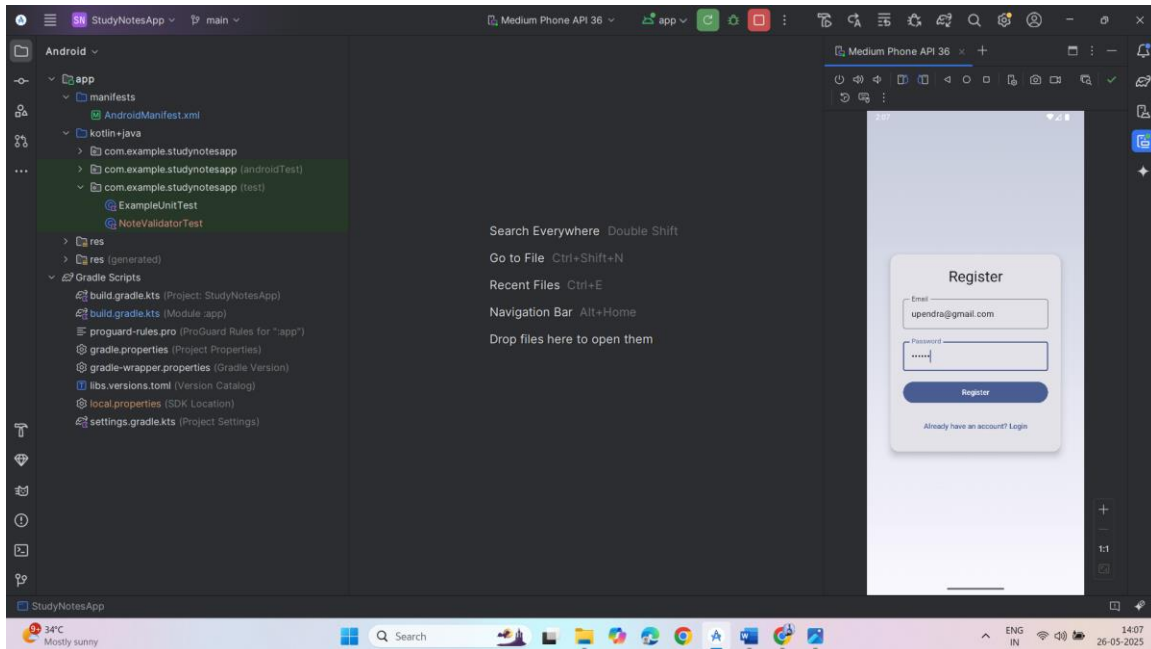 SN StudyNotesApp main Medium Phone API 36 app
Android
app
manifests
AndroidManifest.xml
kotlin+java
com.example.studynotesapp
com.example.studynotesapp (androidTest)
com.example.studynotesapp (test)
ExampleUnitTest
NoteValidatorTest
res
res (generated)
Gradle Scripts
build.gradle.kts (Project: StudyNotesApp)
build.gradle.kts (Module :app)
proguard-rules.pro (ProGuard Rules for ":app")
gradle.properties (Project Properties)
gradle-wrapper.properties (Gradle Version)
libs.versions.toml (Version Catalog)
local.properties (SDK Location)
settings.gradle.kts (Project Settings)
Search Everywhere Double Shift
Go to File Ctrl+Shift+N
Recent Files Ctrl+E
Navigation Bar Alt+Home
Drop files here to open them
Medium Phone API 36
2:07
Register
Email
upendra@gmail.com
Password
••••••
Register
Already have an account? Login
1:1
StudyNotesApp
34°C
Mostly sunny
Search
ENG
IN
14:07
26-05-2025